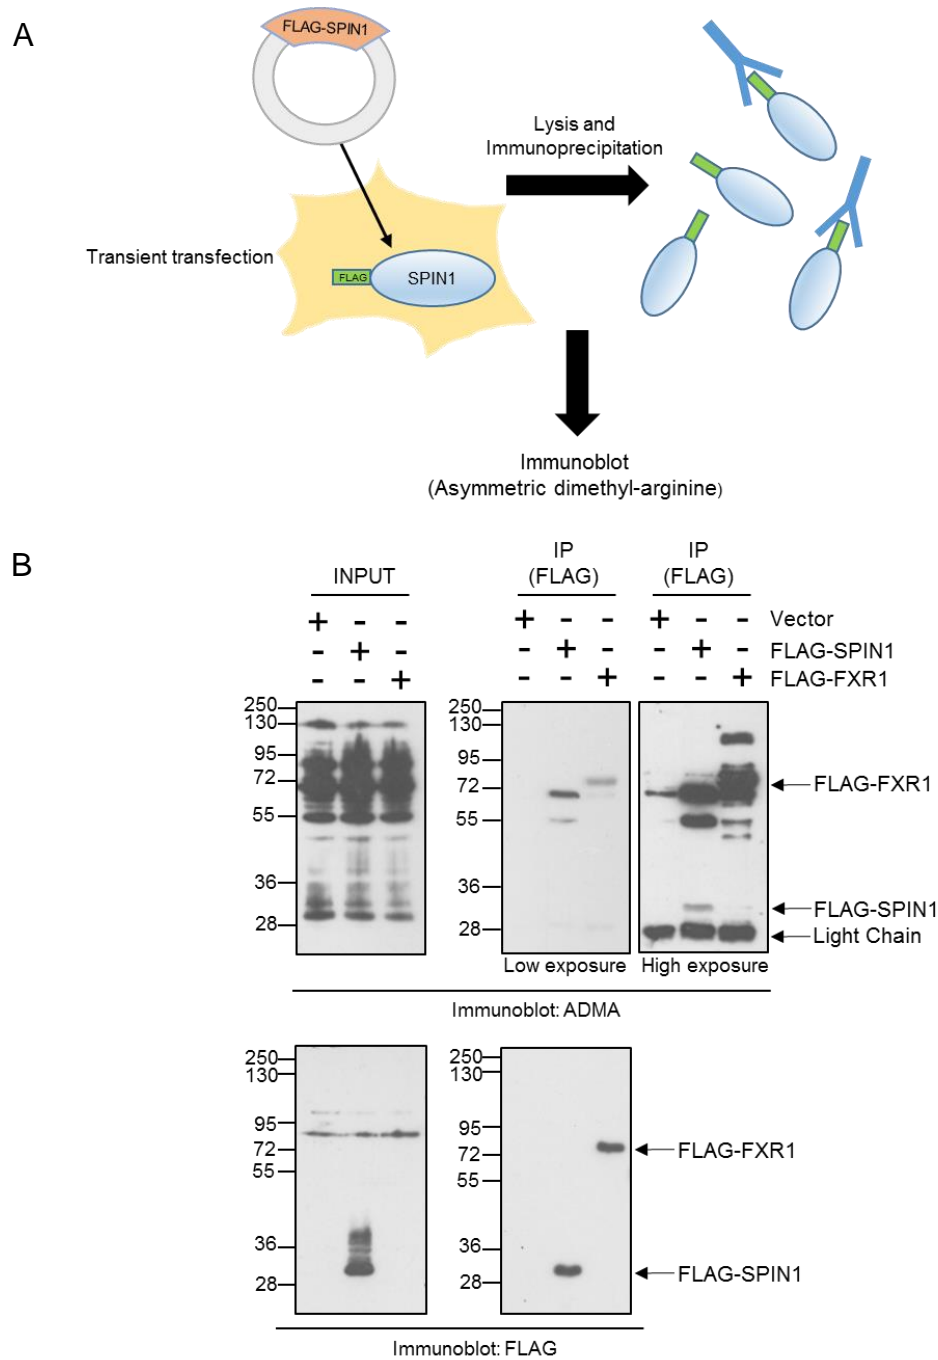 A
FLAG-SPIN1
Lysis and
Immunoprecipitation
Transient transfection
FLAG
SPIN1
Immunoblot
(Asymmetric dimethyl-arginine)
B
INPUT
IP
(FLAG)
IP
(FLAG)
+ - - + - - + - - Vector
- + - - + - - + - FLAG-SPIN1
- - + - - + - - + FLAG-FXR1
250
130
95
72
55
36
28
250
130
95
72
55
36
28
FLAG-FXR1
FLAG-SPIN1
Light Chain
Low exposure
High exposure
Immunoblot: ADMA
250
130
95
72
55
36
28
250
130
95
72
55
36
28
FLAG-FXR1
FLAG-SPIN1
Immunoblot: FLAG